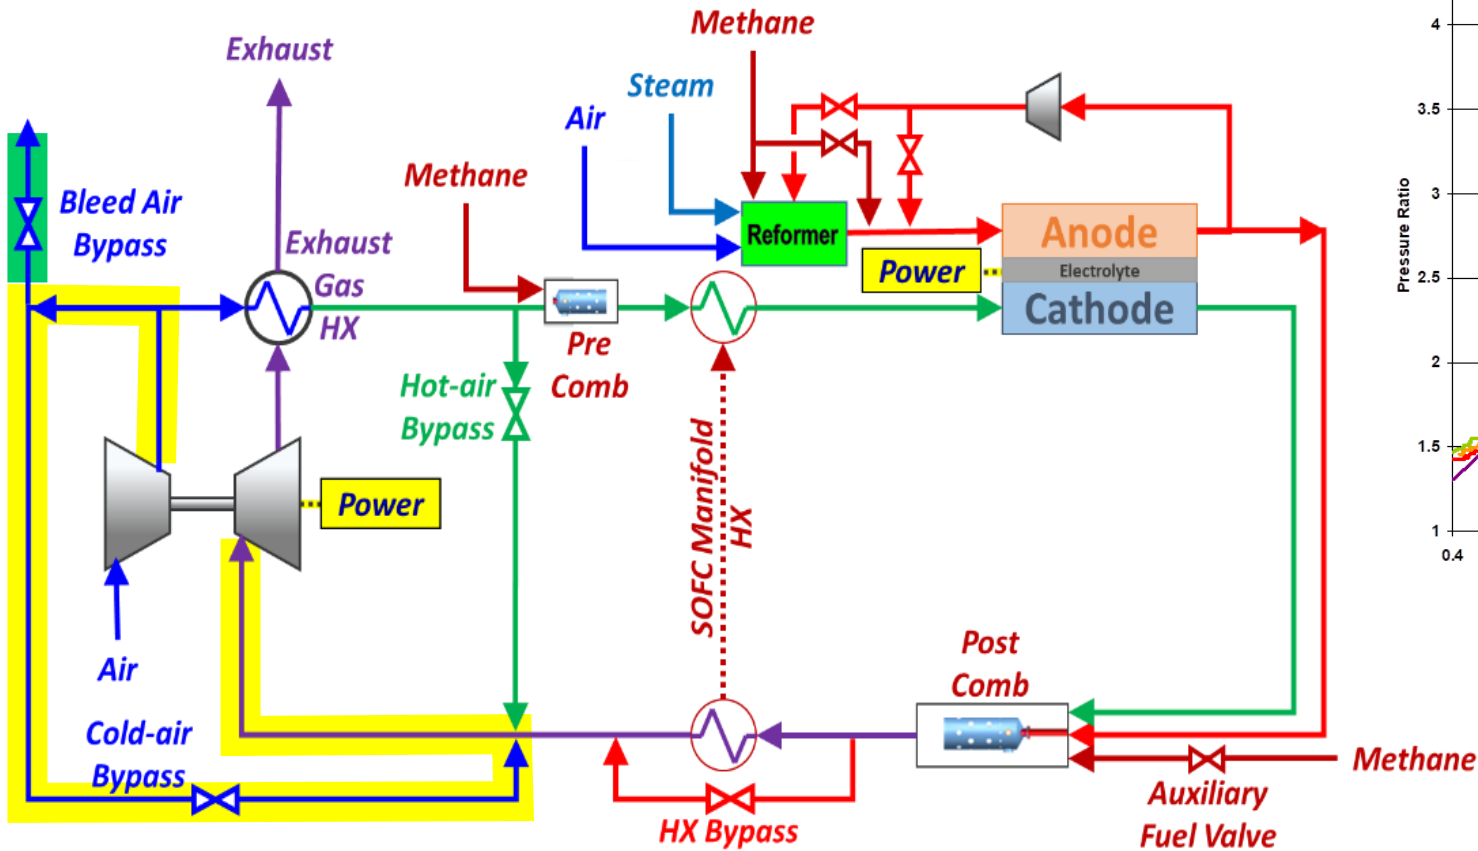 Methane
4
Exhaust
Steam
Air
3.5
Methane
3
Bleed Air
Bypass
Reformer
Anode
Exhaust
Gas
HX
Power
Electrolyte
Cathode
Pressure Ratio
2.5
Pre
Comb
Hot-air
Bypass
2
SOFC Manifold
HX
1.5
Power
1
0.4
Air
Post
Comb
Cold-air
Bypass
Methane
Auxiliary
Fuel Valve
HX Bypass